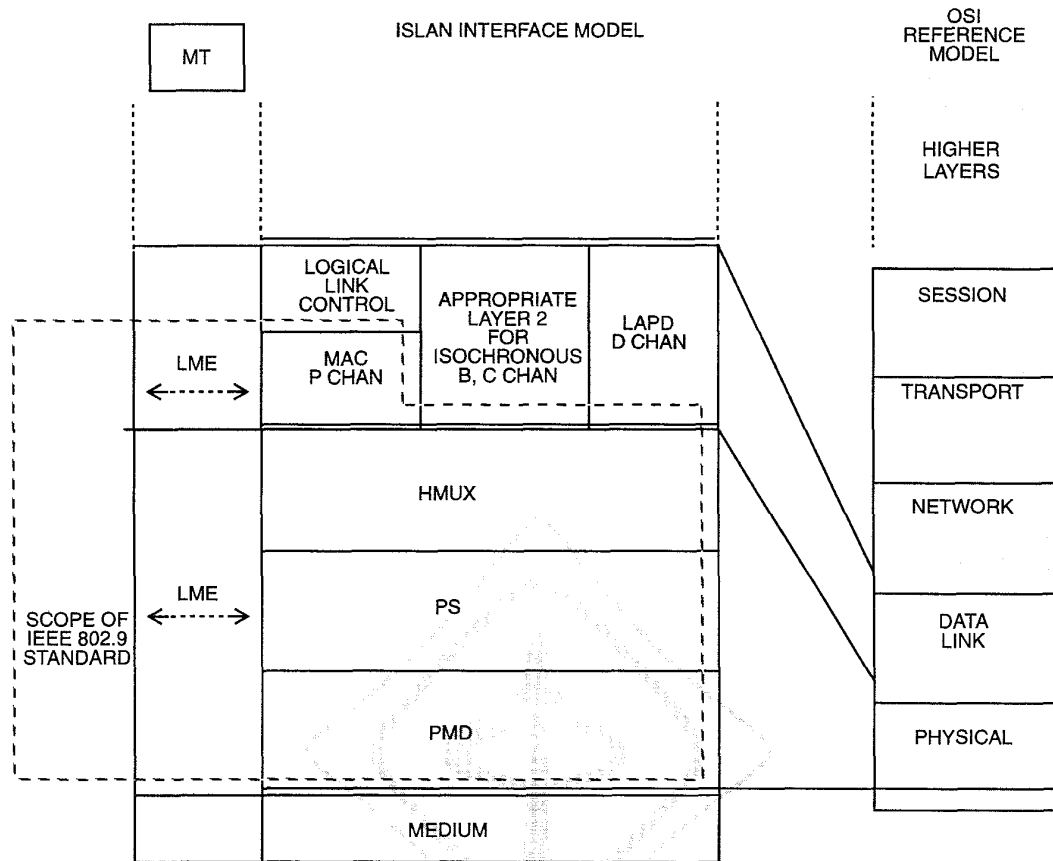 MT
ISLAN INTERFACE MODEL
OSI
REFERENCE
MODEL
HIGHER
LAYERS
LOGICAL
LINK
CONTROL
MAC
P CHAN
APPROPRIATE
LAYER 2
FOR
ISOCHRONOUS
B, C CHAN
LAPD
D CHAN
LME
HMUX
LME
PS
SCOPE OF
IEEE 802.9
STANDARD
PMD
MEDIUM
SESSION
TRANSPORT
NETWORK
DATA
LINK
PHYSICAL